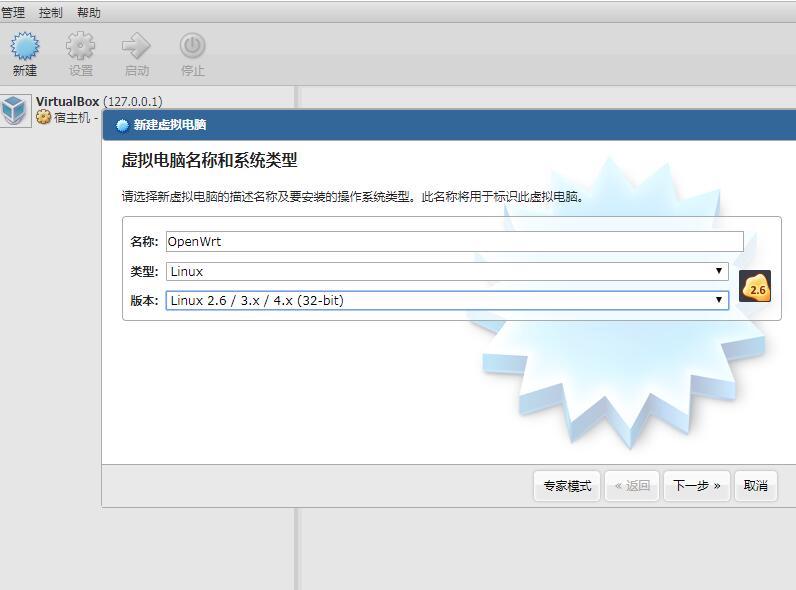 管理 控制 帮助
新建 设置 启动 停止
VirtualBox (127.0.0.1)
宿主机 -
新建虚拟电脑
虚拟电脑名称和系统类型
请选择新虚拟电脑的描述名称及要安装的操作系统类型。此名称将用于标识此虚拟电脑。
名称: OpenWrt
类型: Linux
版本: Linux 2.6 / 3.x / 4.x (32-bit)
2.6
专家模式 « 返回 下一步 » 取消